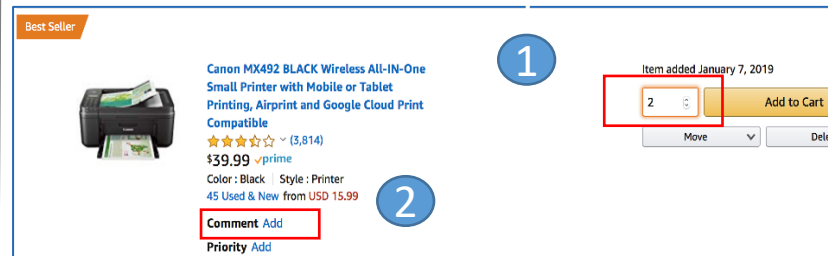 Best Seller
1
Canon MX492 BLACK Wireless All-IN-One
Small Printer with Mobile or Tablet
Printing, Airprint and Google Cloud Print
Compatible
(3,814)
$39.99 prime
Color : Black | Style : Printer
45 Used & New from USD 15.99
2
Comment Add
Priority Add
Item added January 7, 2019
2
Add to Cart
Move
Dele